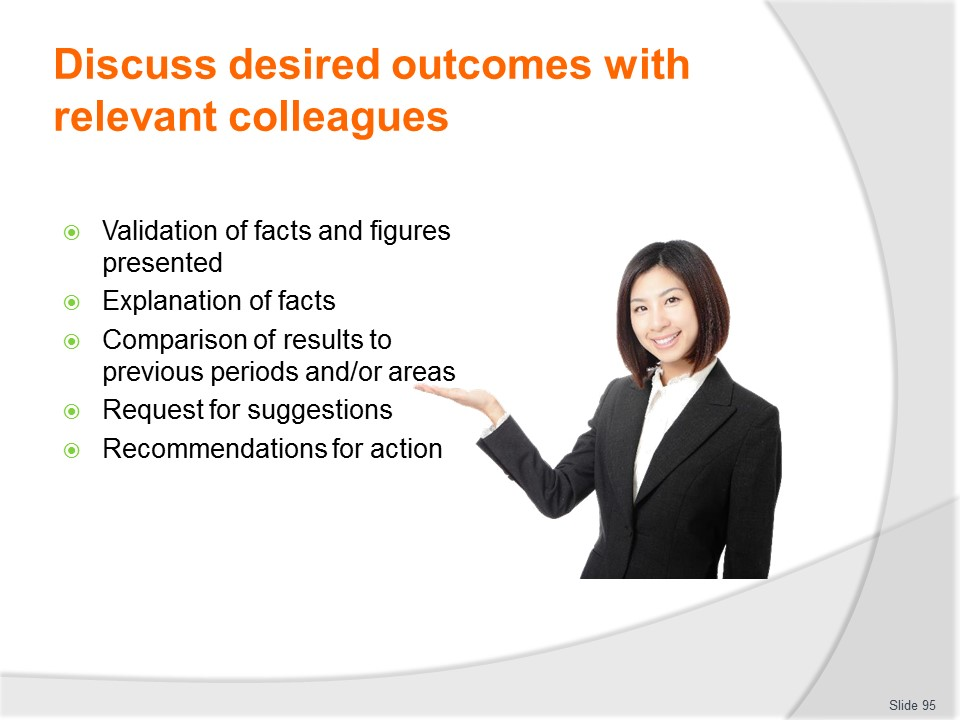 Discuss desired outcomes with
relevant colleagues
Validation of facts and figures
presented
Explanation of facts
Comparison of results to
previous periods and/or areas
Request for suggestions
Recommendations for action
Slide 95